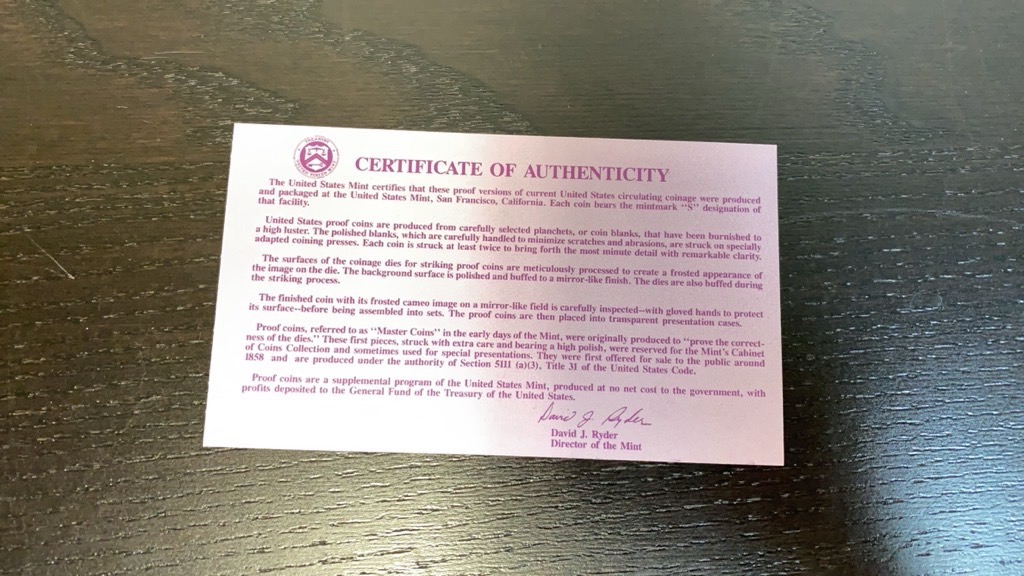 CERTIFICATE OF AUTHENTICITY
The United States Mint certifies that these proof versions of current United States circulating coinage were produced
and packaged at the United States Mint, San Francisco, California. Each coin bears the mintmark "S" designation of
that facility.
United States proof coins are produced from carefully selected planchets, or coin blanks, that have been burnished to
a high luster. The polished blanks, which are carefully handled to minimize scratches and abrasions, are struck on specially
adapted coining presses. Each coin is struck at least twice to bring forth the most minute detail with remarkable clarity.
The surfaces of the coinage dies for striking proof coins are meticulously processed to create a frosted appearance of
the image on the die. The background surface is polished and buffed to a mirror-like finish. The dies are also buffed during
the striking process.
The finished coin with its frosted cameo image on a mirror-like field is carefully inspected--with gloved hands to protect
its surface--before being assembled into sets. The proof coins are then placed into transparent presentation cases.
Proof coins, referred to as "Master Coins" in the early days of the Mint, were originally produced to "prove the correct-
ness of the dies." These first pieces, struck with extra care and bearing a high polish, were reserved for the Mint's Cabinet
of Coins Collection and sometimes used for special presentations. They were first offered for sale to the public around
1858 and are produced under the authority of Section 5111 (a)(3), Title 31 of the United States Code.
Proof coins are a supplemental program of the United States Mint, produced at no net cost to the government, with
profits deposited to the General Fund of the Treasury of the United States.
David J. Ryder
David J. Ryder
Director of the Mint